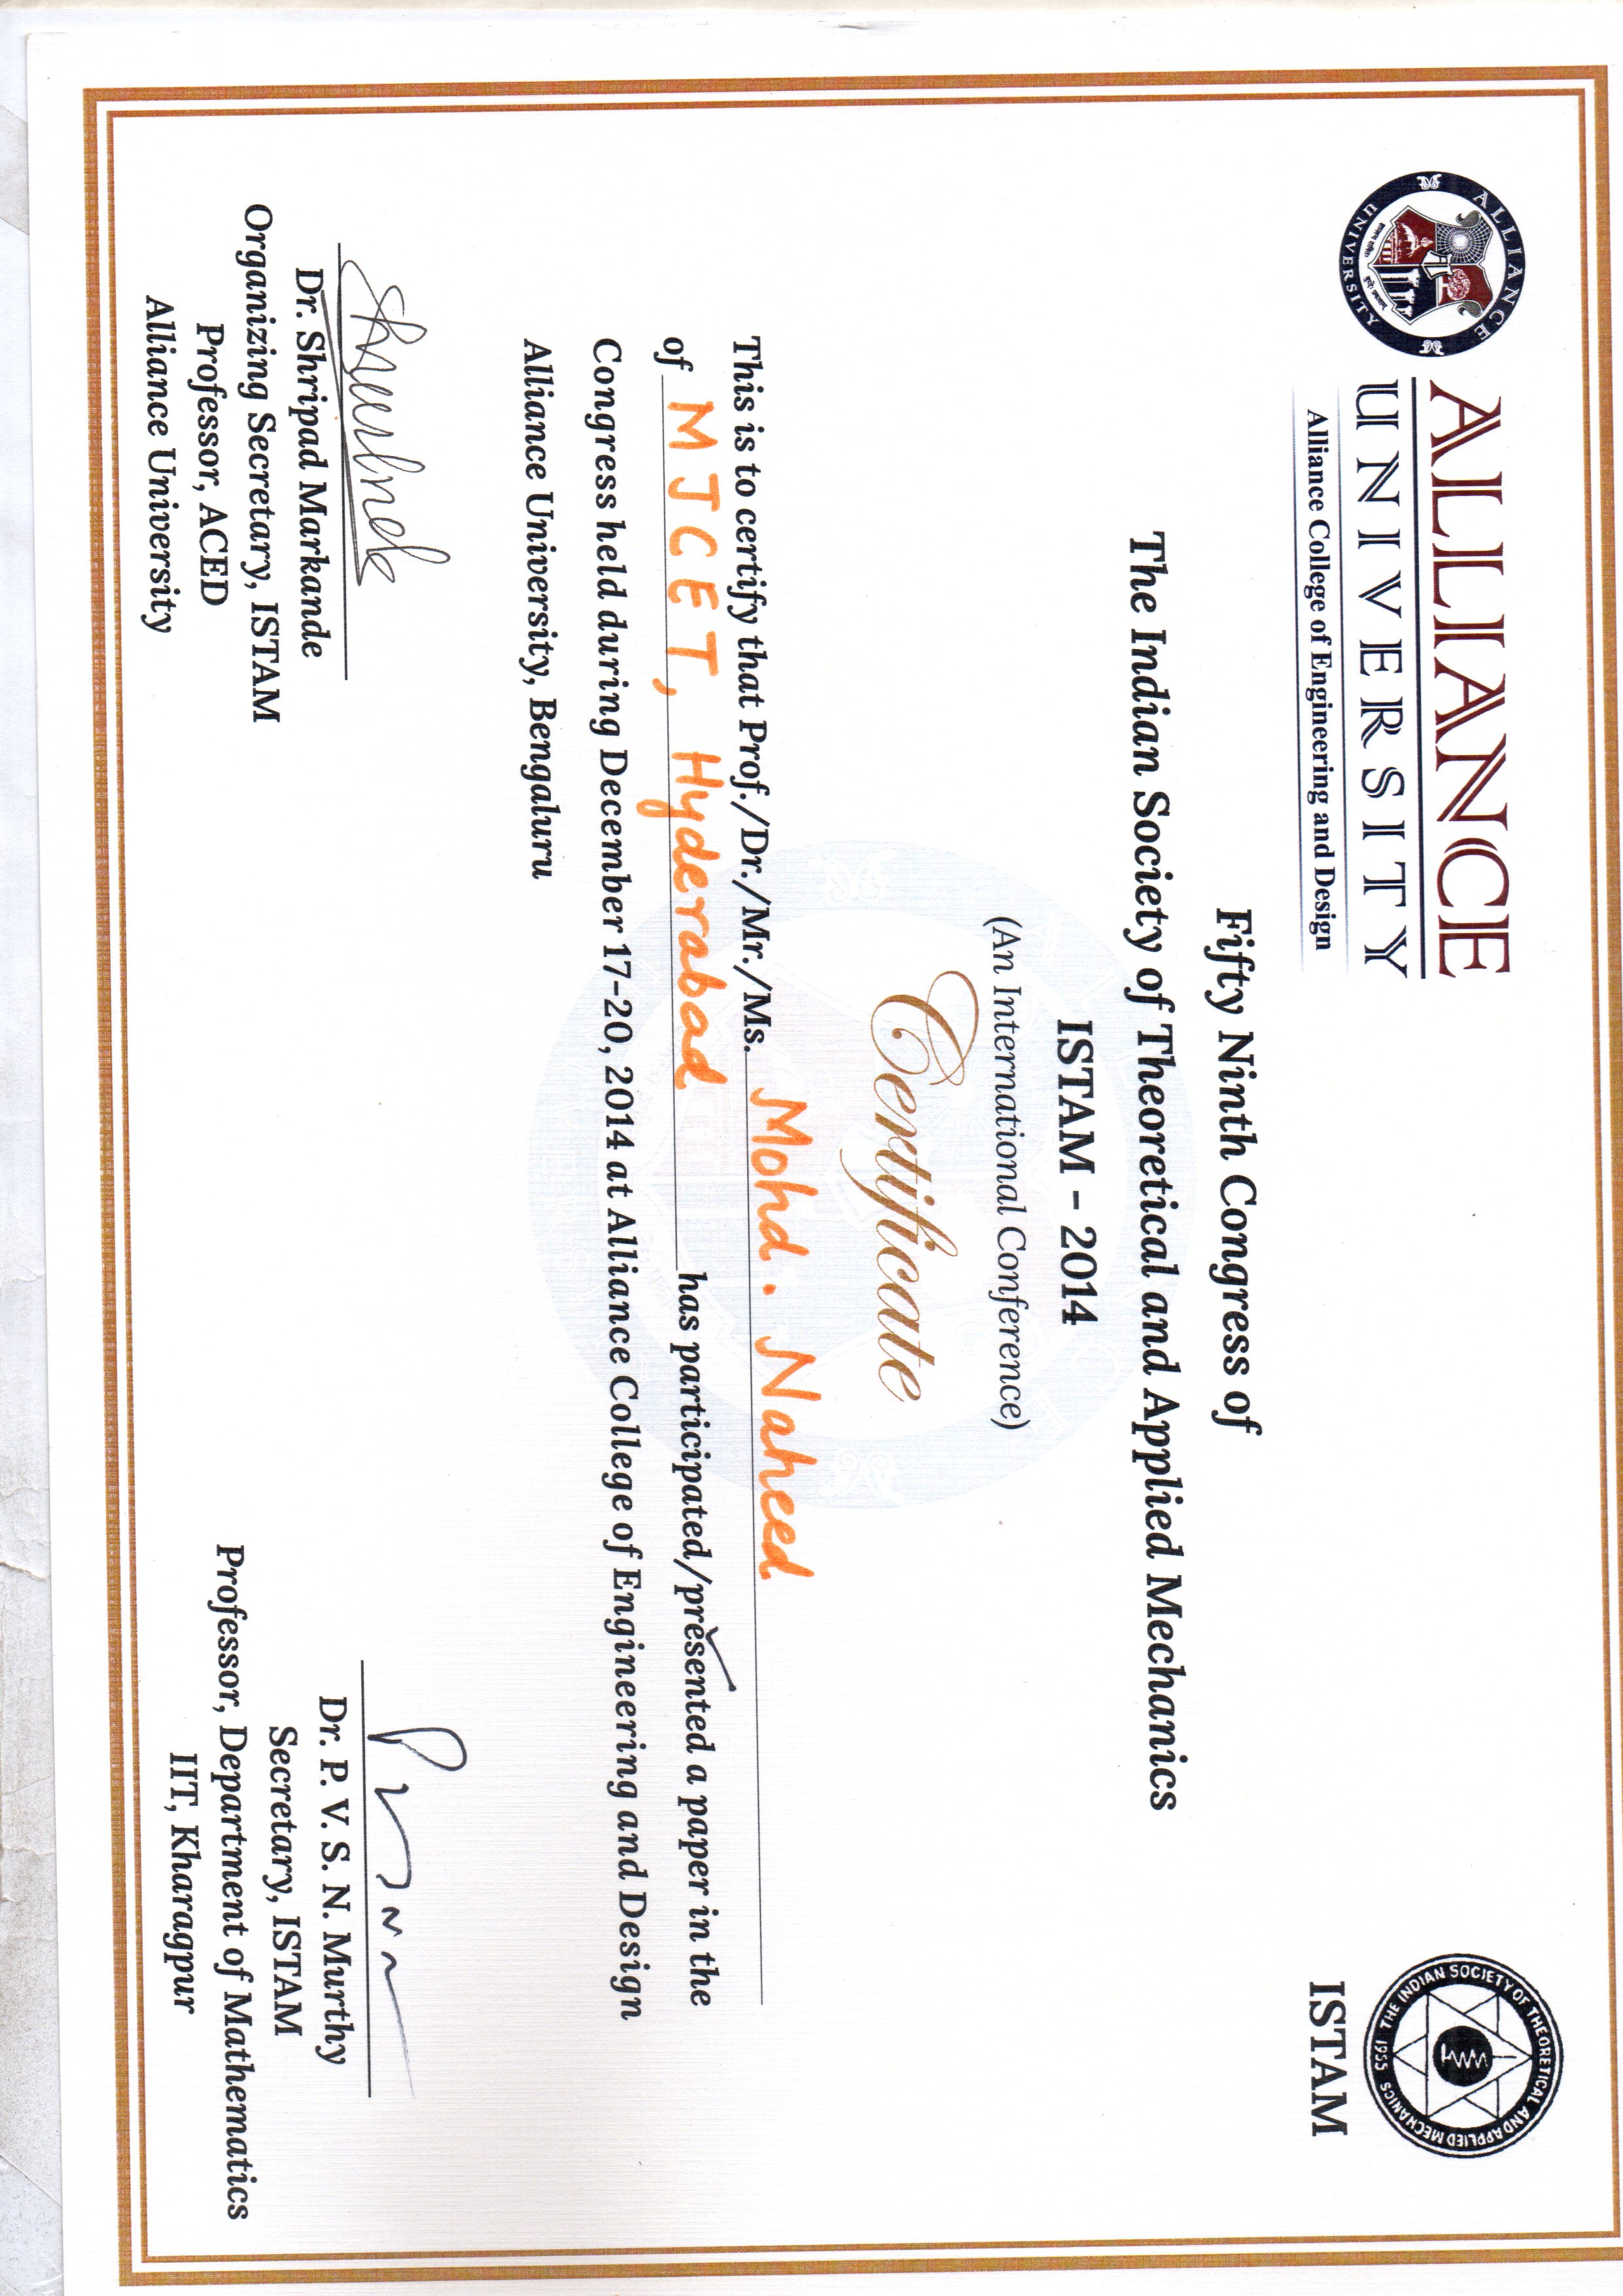 ALLIANCE
UNIVERSITY
Alliance College of Engineering and Design
ALLIANCE UNIVERSITY
THE INDIAN SOCIETY OF THEORETICAL AND APPLIED MECHANICS 1955
ISTAM
Fifty Ninth Congress of
The Indian Society of Theoretical and Applied Mechanics
ISTAM – 2014
(An International Conference)
Certificate
This is to certify that Prof./Dr./Mr./Ms. Mohd. Naheed
of MJCET, Hyderabad has participated/presented a paper in the
Congress held during December 17-20, 2014 at Alliance College of Engineering and Design
Alliance University, Bengaluru
Dr. Shripad Markande
Organizing Secretary, ISTAM
Professor, ACED
Alliance University
Dr. P. V. S. N. Murthy
Secretary, ISTAM
Professor, Department of Mathematics
IIT, Kharagpur